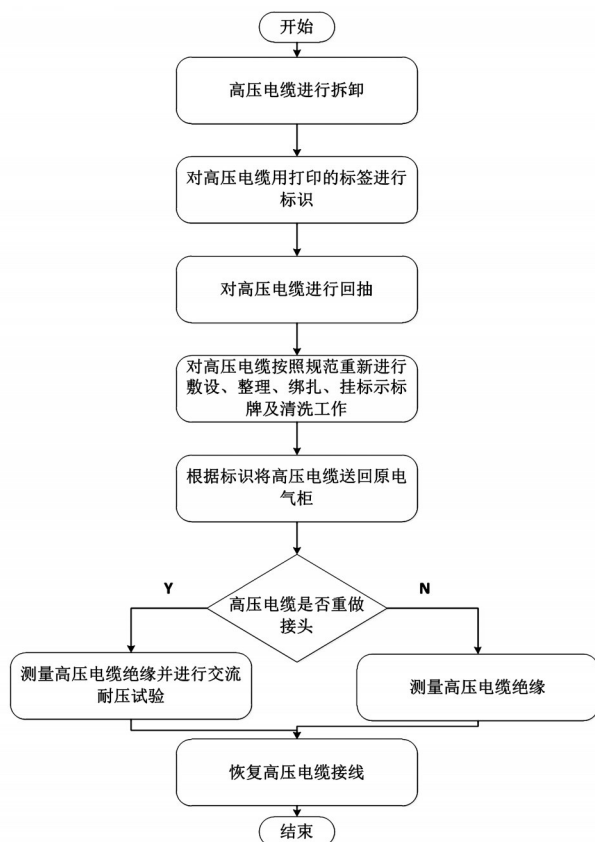 开始
高压电缆进行拆卸
对高压电缆用打印的标签进行
标识
对高压电缆进行回抽
对高压电缆按照规范重新进行
敷设、整理、绑扎、挂标示标
牌及清洗工作
根据标识将高压电缆送回原电
气柜
高压电缆是否重做
接头
Y
N
测量高压电缆绝缘并进行交流
耐压试验
测量高压电缆绝缘
恢复高压电缆接线
结束